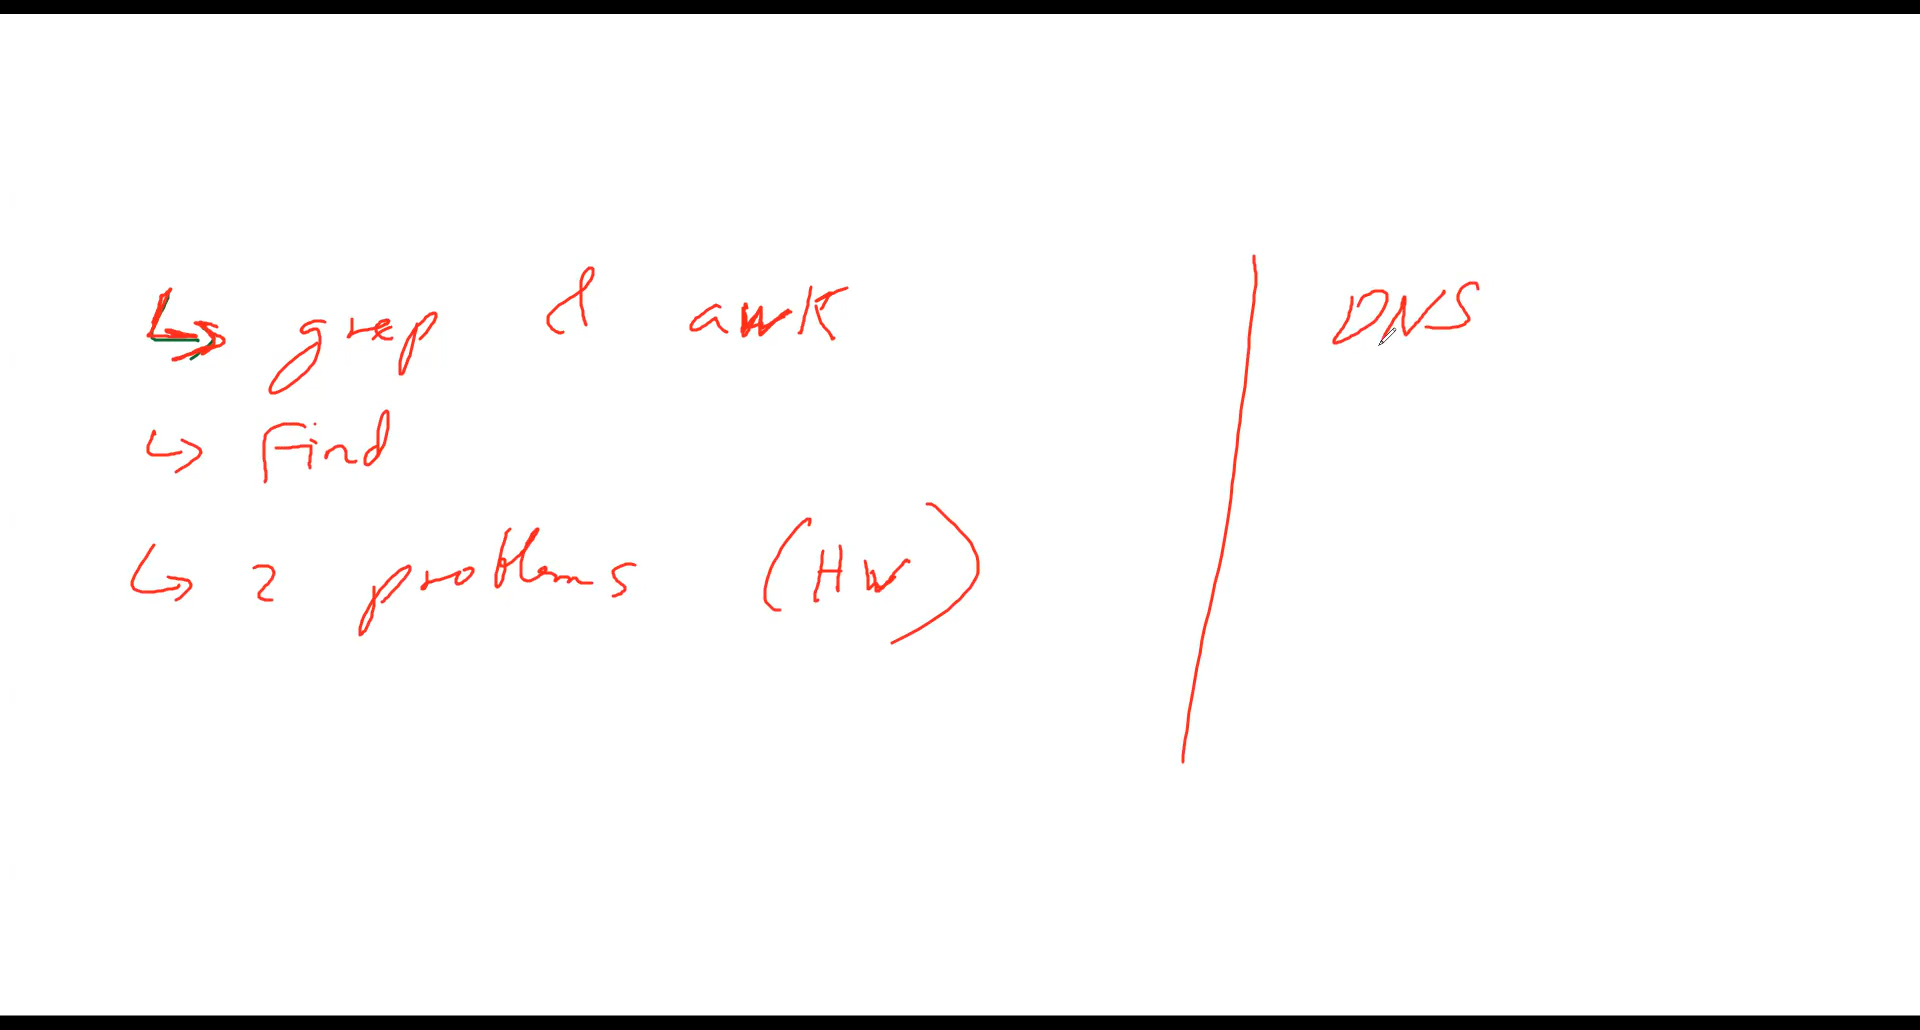 ↳ grep & awk
↳ Find
↳ 2 problems (HW)
DNS